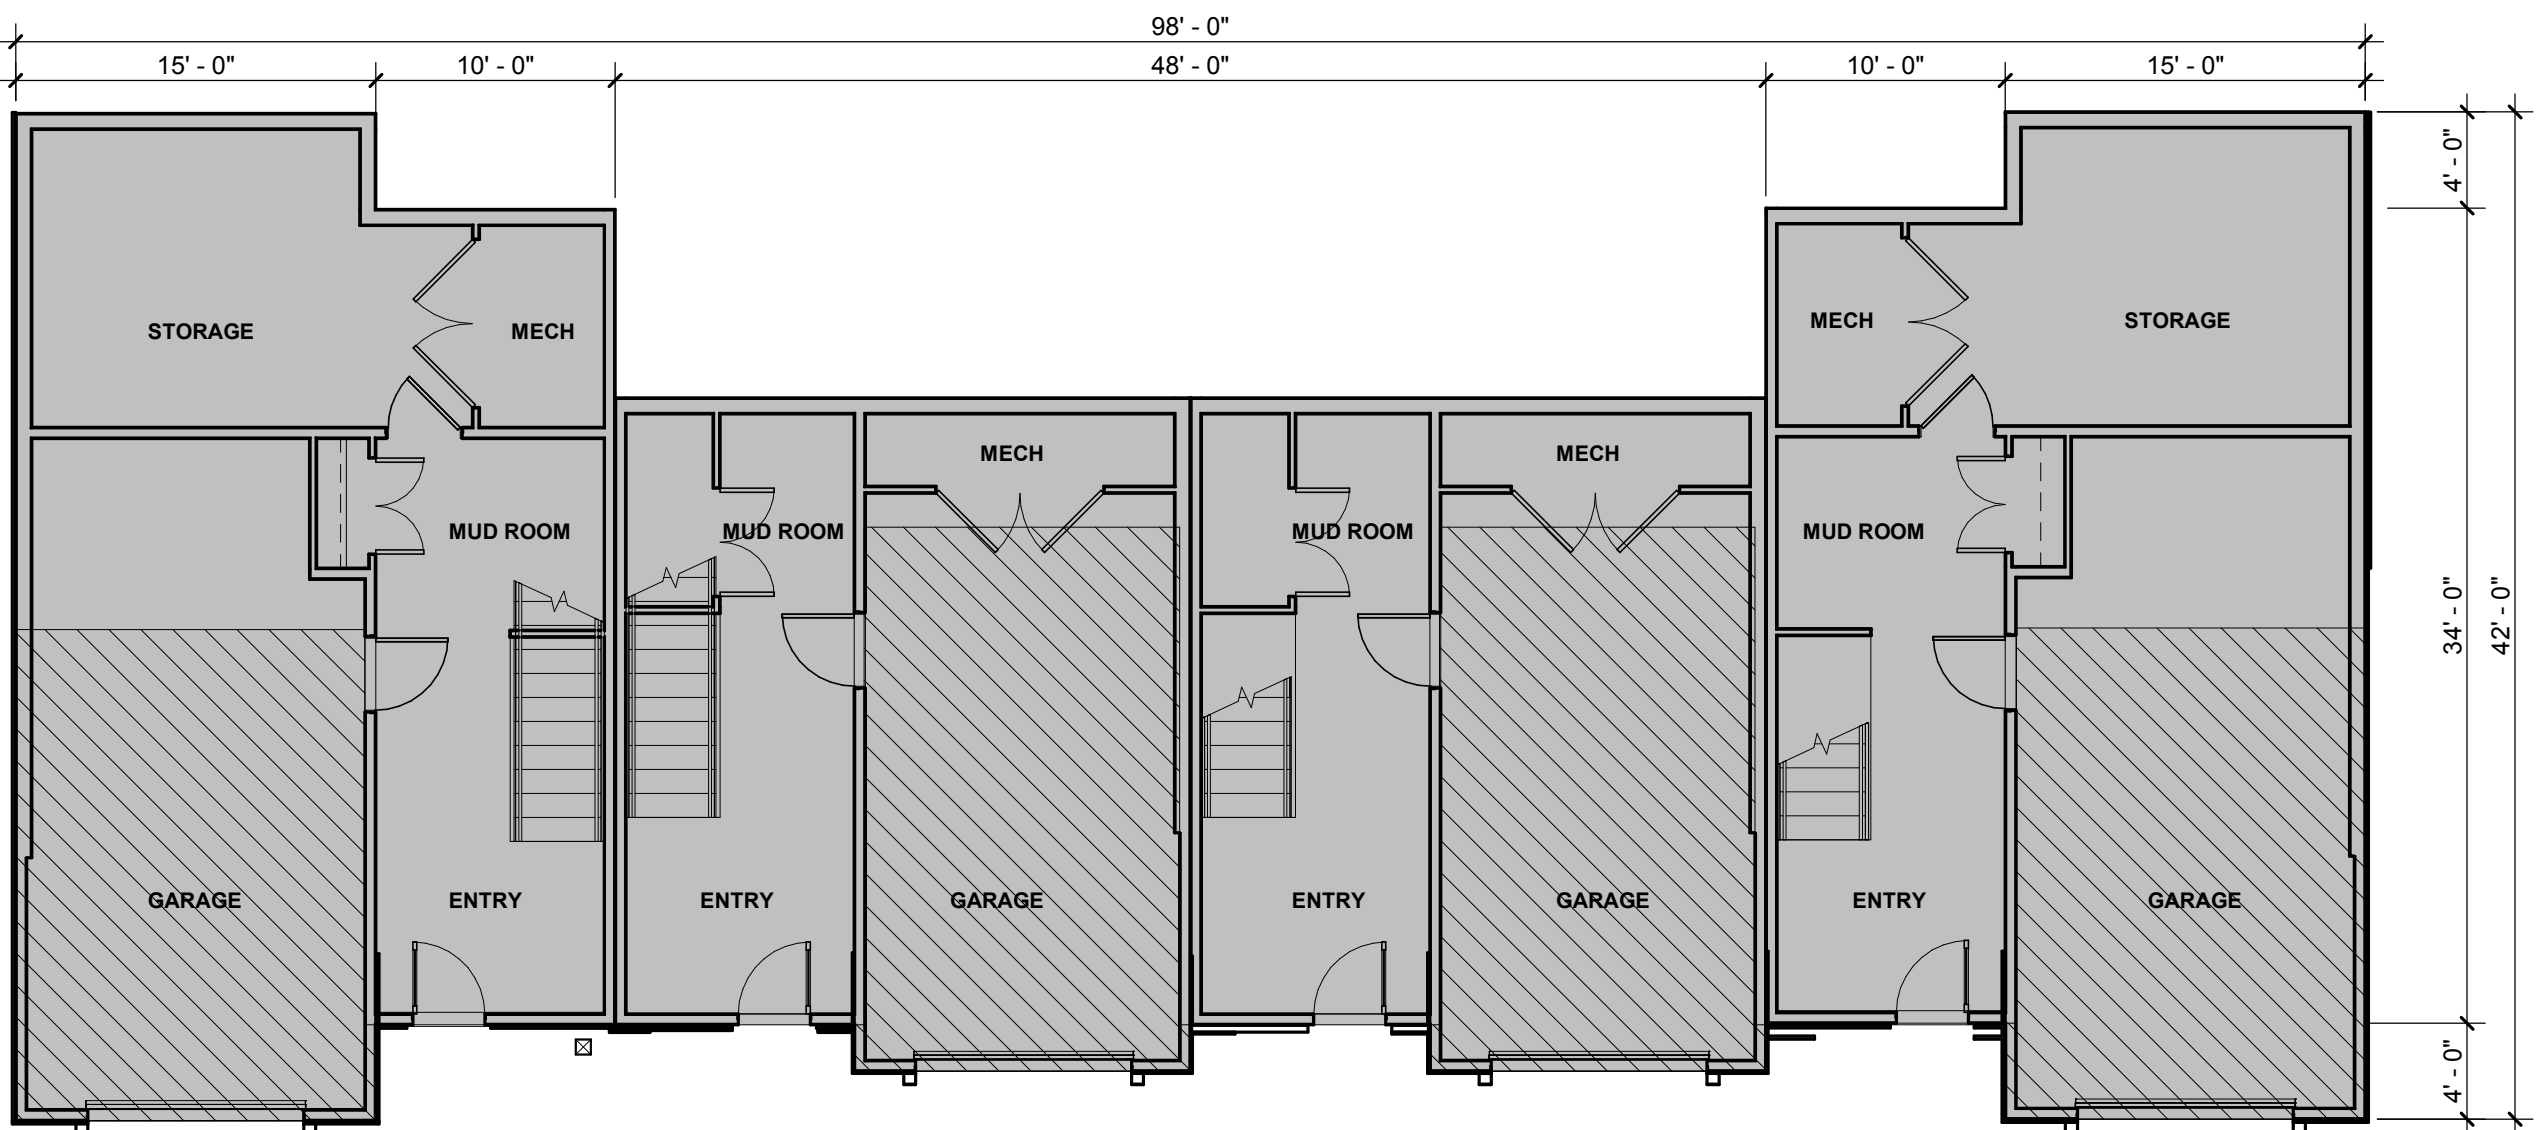 98' - 0"
15' - 0"
10' - 0"
48' - 0"
10' - 0"
15' - 0"
4' - 0"
STORAGE
MECH
MECH
STORAGE
MECH
MECH
MUD ROOM
MUD ROOM
MUD ROOM
MUD ROOM
34' - 0"
42' - 0"
GARAGE
ENTRY
ENTRY
GARAGE
ENTRY
GARAGE
ENTRY
GARAGE
4' - 0"